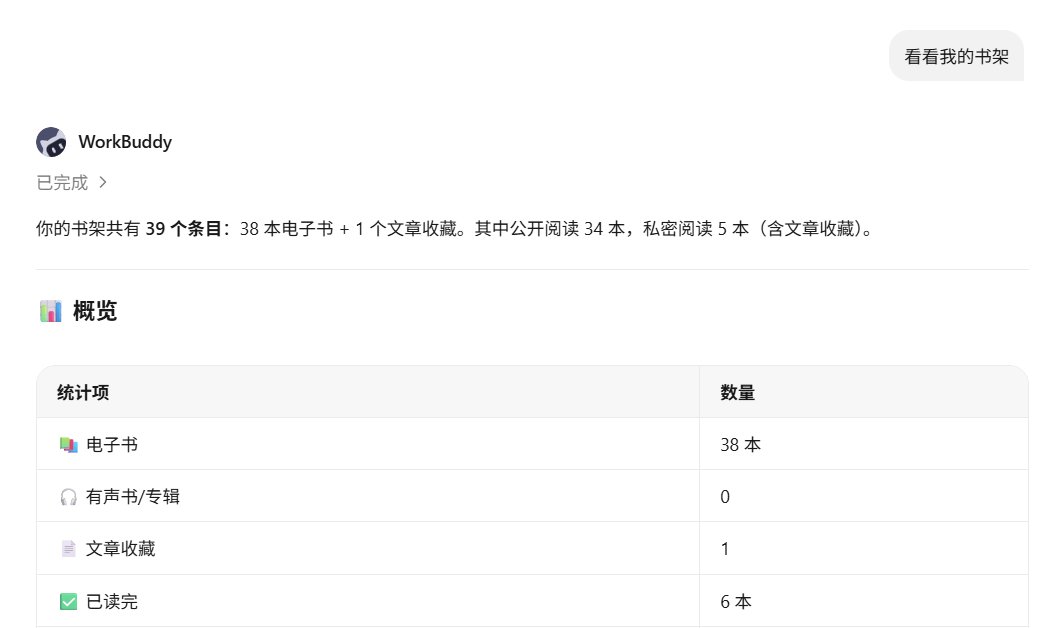 看看我的书架
WorkBuddy
已完成 >
你的书架共有 39 个条目：38 本电子书 + 1 个文章收藏。其中公开阅读 34 本，私密阅读 5 本（含文章收藏）。
概览
统计项 数量
电子书 38 本
有声书/专辑 0
文章收藏 1
已读完 6 本